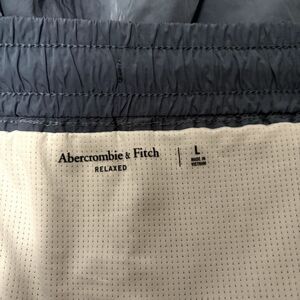 Abercrombie & Fitch
RELAXED
L
MADE IN
VIETNAM